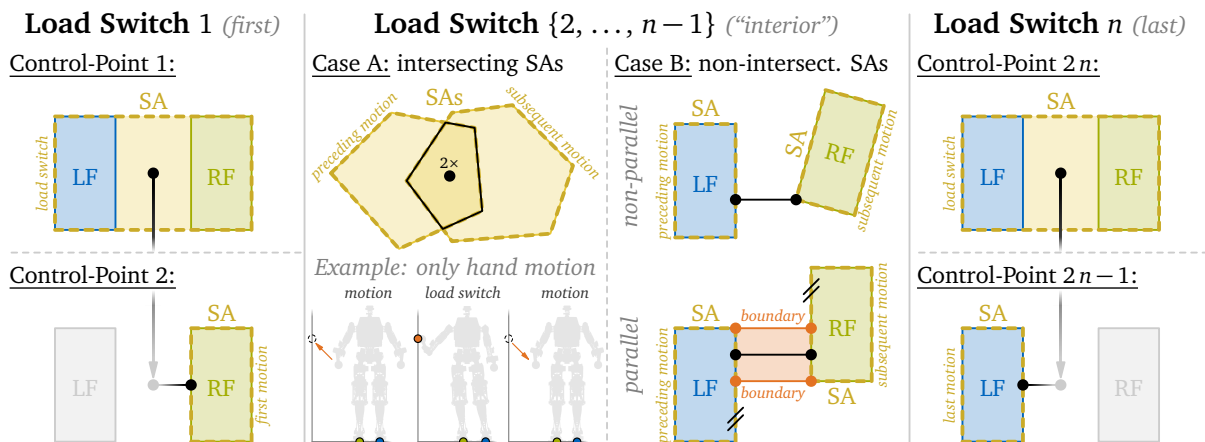 Load Switch 1 (first)
Control-Point 1:
SA
load switch
LF
RF
Control-Point 2:
SA
LF
RF
first motion
Load Switch {2, …, n − 1} (“interior”)
Case A: intersecting SAs
SAs
preceding motion
subsequent motion
2×
Example: only hand motion
motion
load switch
motion
Case B: non-intersect. SAs
non-parallel
preceding motion
LF
SA
RF
subsequent motion
parallel
preceding motion
SA
LF
boundary
boundary
RF
SA
subsequent motion
Load Switch n (last)
Control-Point 2 n:
SA
load switch
LF
RF
Control-Point 2 n − 1:
SA
last motion
LF
RF